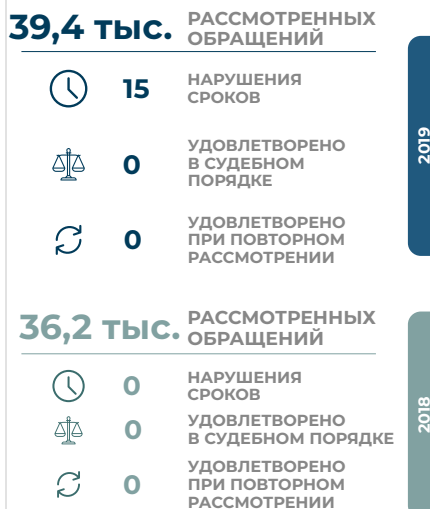 39,4 тыс. РАССМОТРЕННЫХ
ОБРАЩЕНИЙ
15 НАРУШЕНИЯ
СРОКОВ
0 УДОВЛЕТВОРЕНО
В СУДЕБНОМ
ПОРЯДКЕ
0 УДОВЛЕТВОРЕНО
ПРИ ПОВТОРНОМ
РАССМОТРЕНИИ
2019
36,2 тыс. РАССМОТРЕННЫХ
ОБРАЩЕНИЙ
0 НАРУШЕНИЯ
СРОКОВ
0 УДОВЛЕТВОРЕНО
В СУДЕБНОМ ПОРЯДКЕ
0 УДОВЛЕТВОРЕНО
ПРИ ПОВТОРНОМ
РАССМОТРЕНИИ
2018